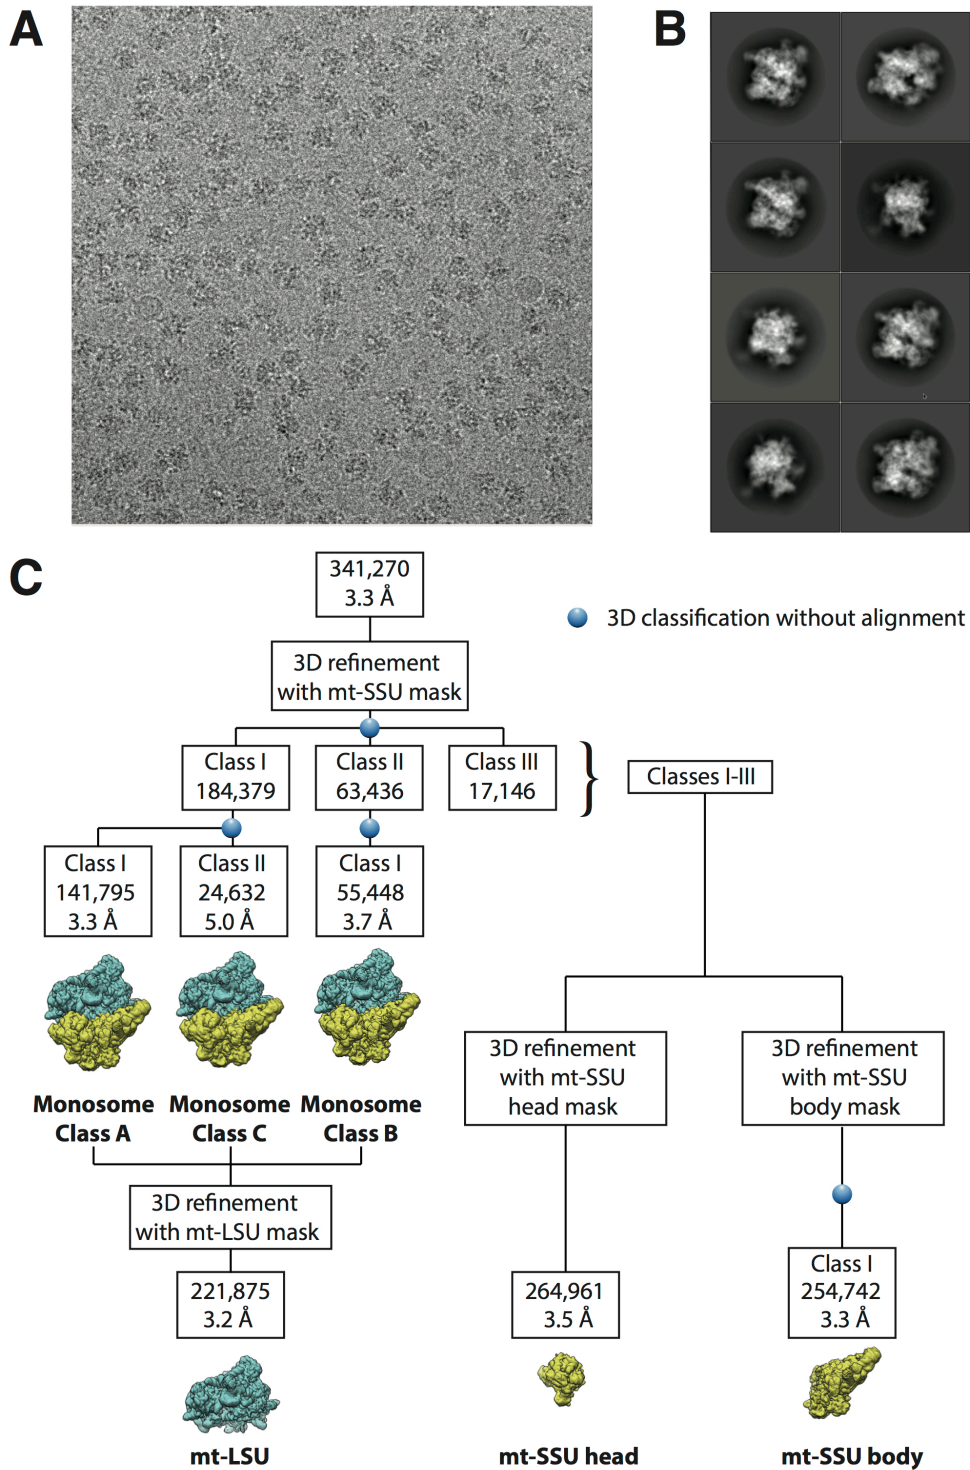 A
B
C
341,270
3.3 Å
3D classification without alignment
3D refinement
with mt-SSU mask
Class I
184,379
Class II
63,436
Class III
17,146
}
Classes I-III
Class I
141,795
3.3 Å
Class II
24,632
5.0 Å
Class I
55,448
3.7 Å
3D refinement
with mt-SSU
head mask
3D refinement
with mt-SSU
body mask
Monosome
Class A
Monosome
Class C
Monosome
Class B
3D refinement
with mt-LSU mask
221,875
3.2 Å
264,961
3.5 Å
Class I
254,742
3.3 Å
mt-LSU
mt-SSU head
mt-SSU body